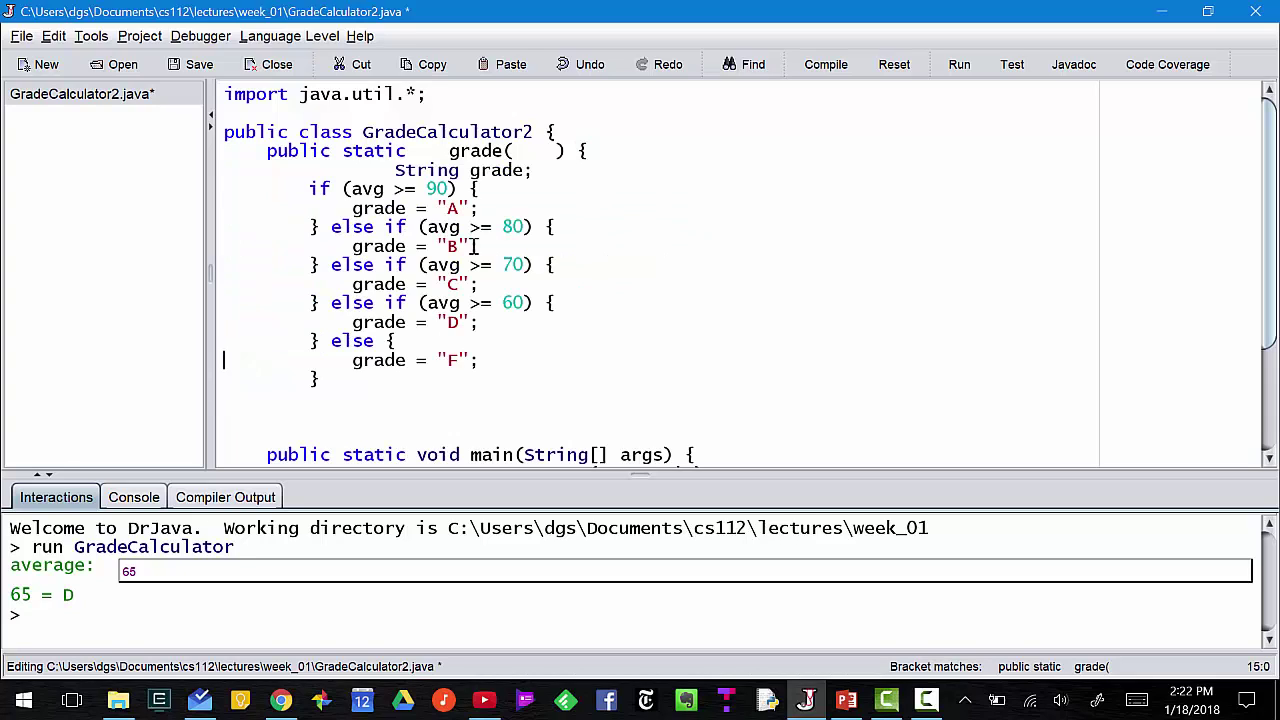 C:\Users\dgs\Documents\cs112\lectures\week_01\GradeCalculator2.java *
File Edit Tools Project Debugger Language Level Help
New Open Save Close Cut Copy Paste Undo Redo Find Compile Reset Run Test Javadoc Code Coverage
GradeCalculator2.java*
import java.util.*;
public class GradeCalculator2 {
public static grade( ) {
String grade;
if (avg >= 90) {
grade = "A";
} else if (avg >= 80) {
grade = "B"
} else if (avg >= 70) {
grade = "C";
} else if (avg >= 60) {
grade = "D";
} else {
grade = "F";
}
public static void main(String[] args) {
Interactions Console Compiler Output
Welcome to DrJava. Working directory is C:\Users\dgs\Documents\cs112\lectures\week_01
> run GradeCalculator
average: 65
65 = D
>
Editing C:\Users\dgs\Documents\cs112\lectures\week_01\GradeCalculator2.java * Bracket matches: public static grade( 15:0
2:22 PM
1/18/2018